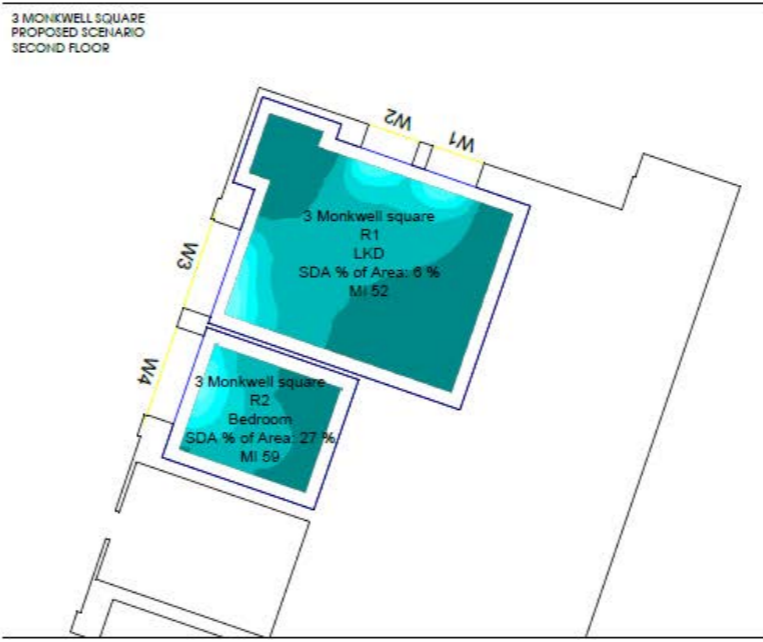 3 MONKWELL SQUARE
PROPOSED SCENARIO
SECOND FLOOR
W2
W1
3 Monkwell square
R1
LKD
SDA % of Area: 6 %
MI 52
W3
W4
3 Monkwell square
R2
Bedroom
SDA % of Area: 27 %
MI 59